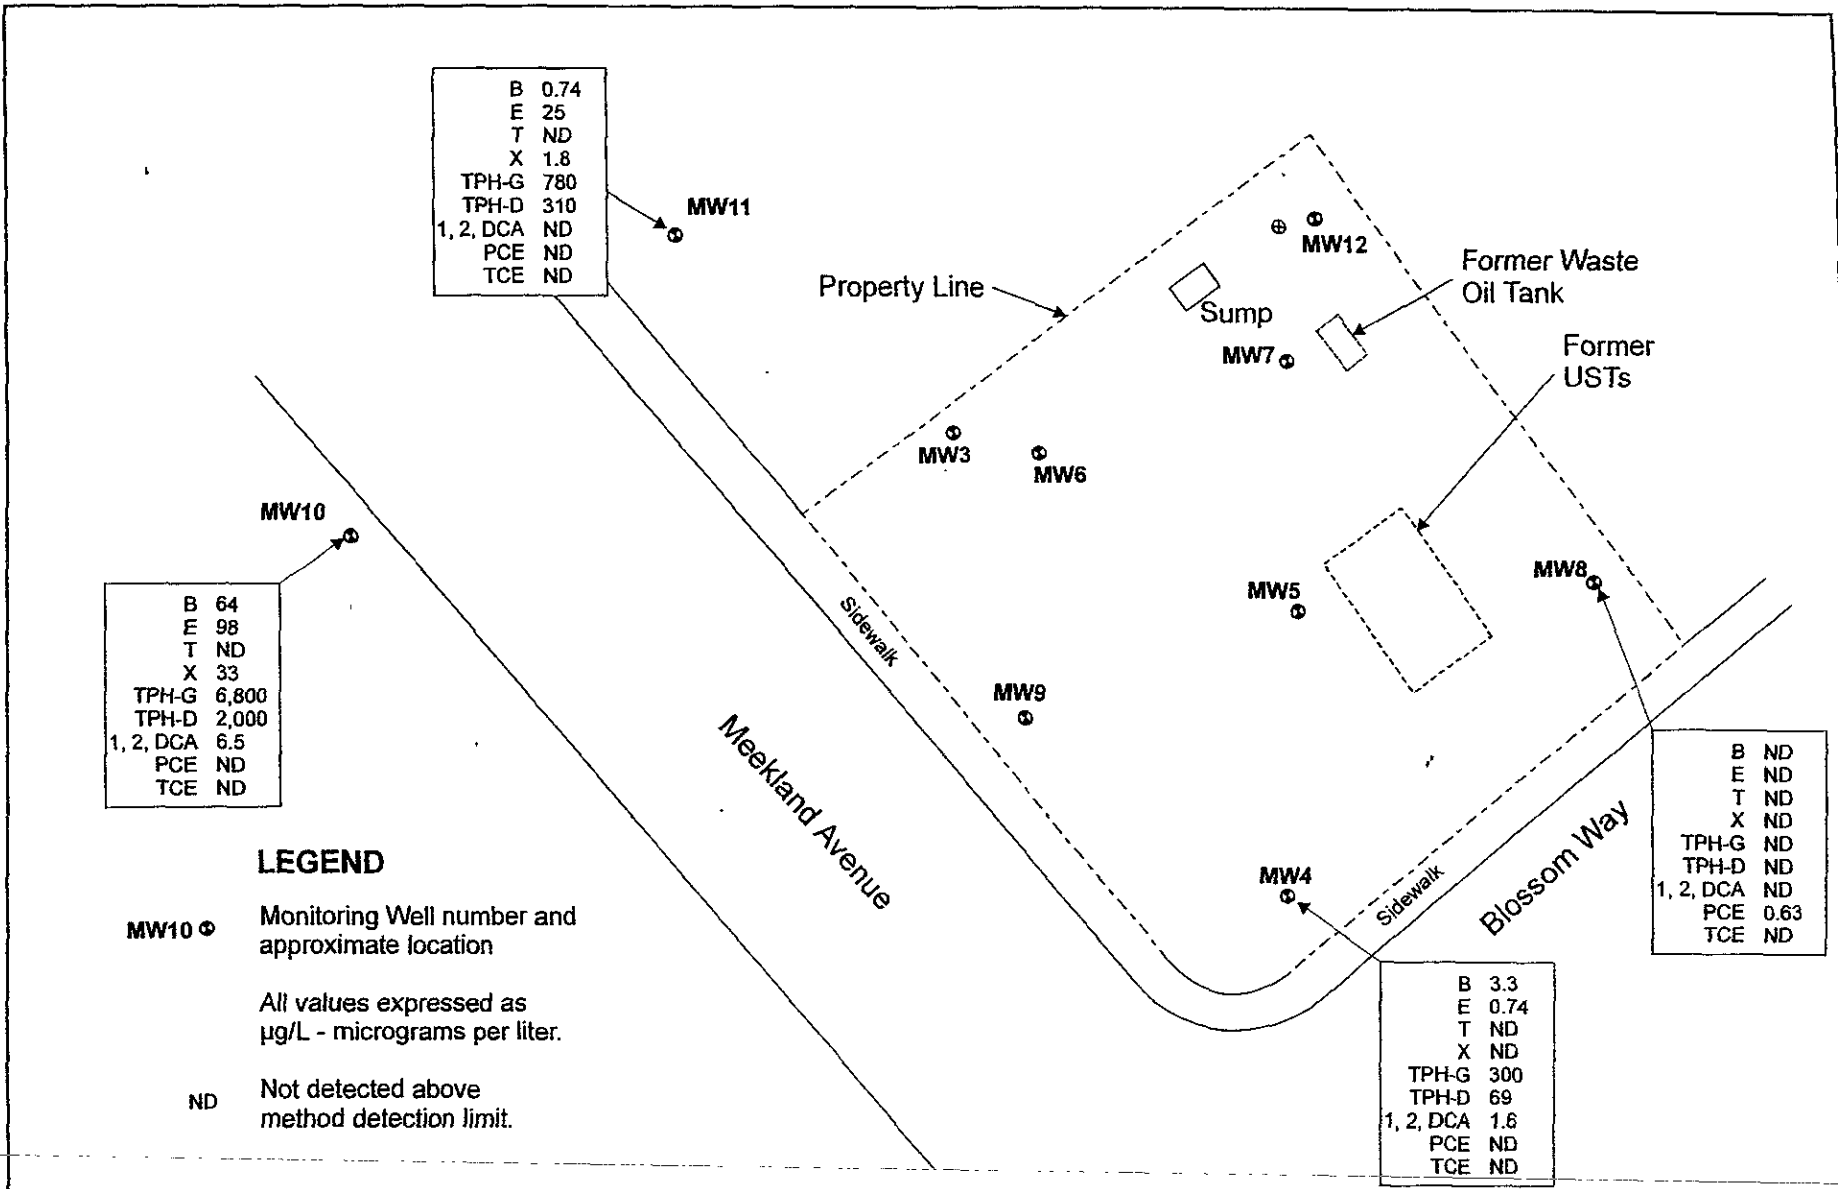 B 0.74
E 25
T ND
X 1.8
TPH-G 780
TPH-D 310
1, 2, DCA ND
PCE ND
TCE ND
MW11
MW12
Property Line
Sump
Former Waste
Oil Tank
MW7
Former
USTs
MW3
MW6
MW10
MW8
MW5
B 64
E 98
T ND
X 33
TPH-G 6,800
TPH-D 2,000
1, 2, DCA 6.5
PCE ND
TCE ND
Sidewalk
MW9
Meekland Avenue
B ND
E ND
T ND
X ND
TPH-G ND
TPH-D ND
1, 2, DCA ND
PCE 0.63
TCE ND
Blossom Way
Sidewalk
MW4
B 3.3
E 0.74
T ND
X ND
TPH-G 300
TPH-D 69
1, 2, DCA 1.6
PCE ND
TCE ND
LEGEND
MW10
Monitoring Well number and
approximate location
All values expressed as
µg/L - micrograms per liter.
ND
Not detected above
method detection limit.